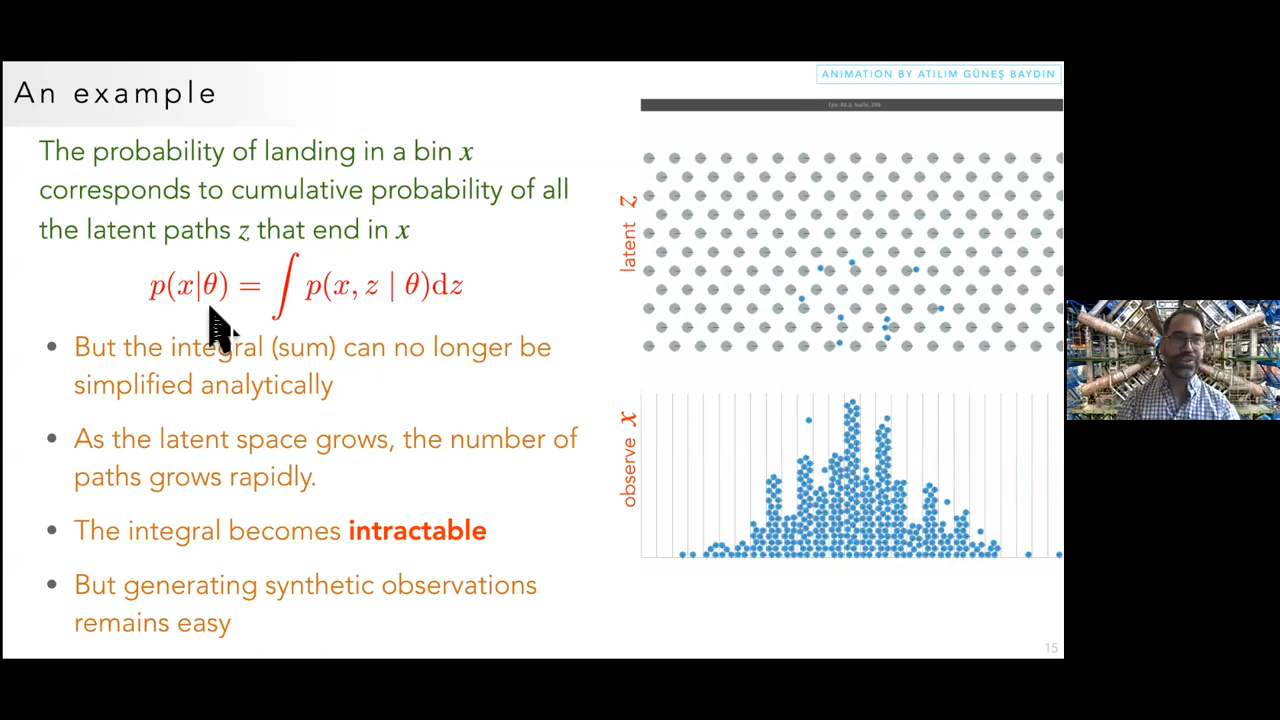 An example
ANIMATION BY ATILIM GÜNEŞ BAYDIN
The probability of landing in a bin x
corresponds to cumulative probability of all
the latent paths z that end in x
p(x|θ) = ∫ p(x, z | θ)dz
• But the integral (sum) can no longer be
simplified analytically
• As the latent space grows, the number of
paths grows rapidly.
• The integral becomes intractable
• But generating synthetic observations
remains easy
latent z
observe x
15